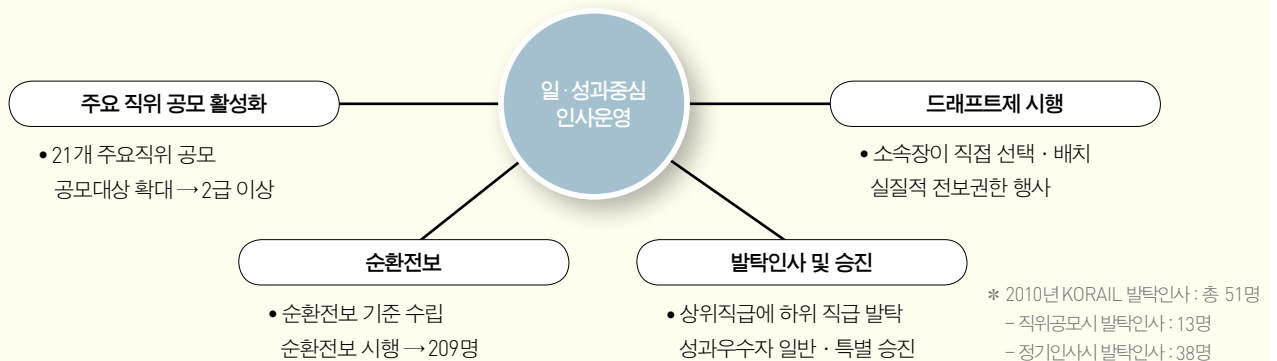 일 · 성과중심
인사운영
주요 직위 공모 활성화
• 21개 주요직위 공모
공모대상 확대 → 2급 이상
드래프트제 시행
• 소속장이 직접 선택 · 배치
실질적 전보권한 행사
순환전보
• 순환전보 기준 수립
순환전보 시행 → 209명
발탁인사 및 승진
• 상위직급에 하위 직급 발탁
성과우수자 일반 · 특별 승진
* 2010년 KORAIL 발탁인사 : 총 51명
- 직위공모시 발탁인사 : 13명
- 정기인사시 발탁인사 : 38명